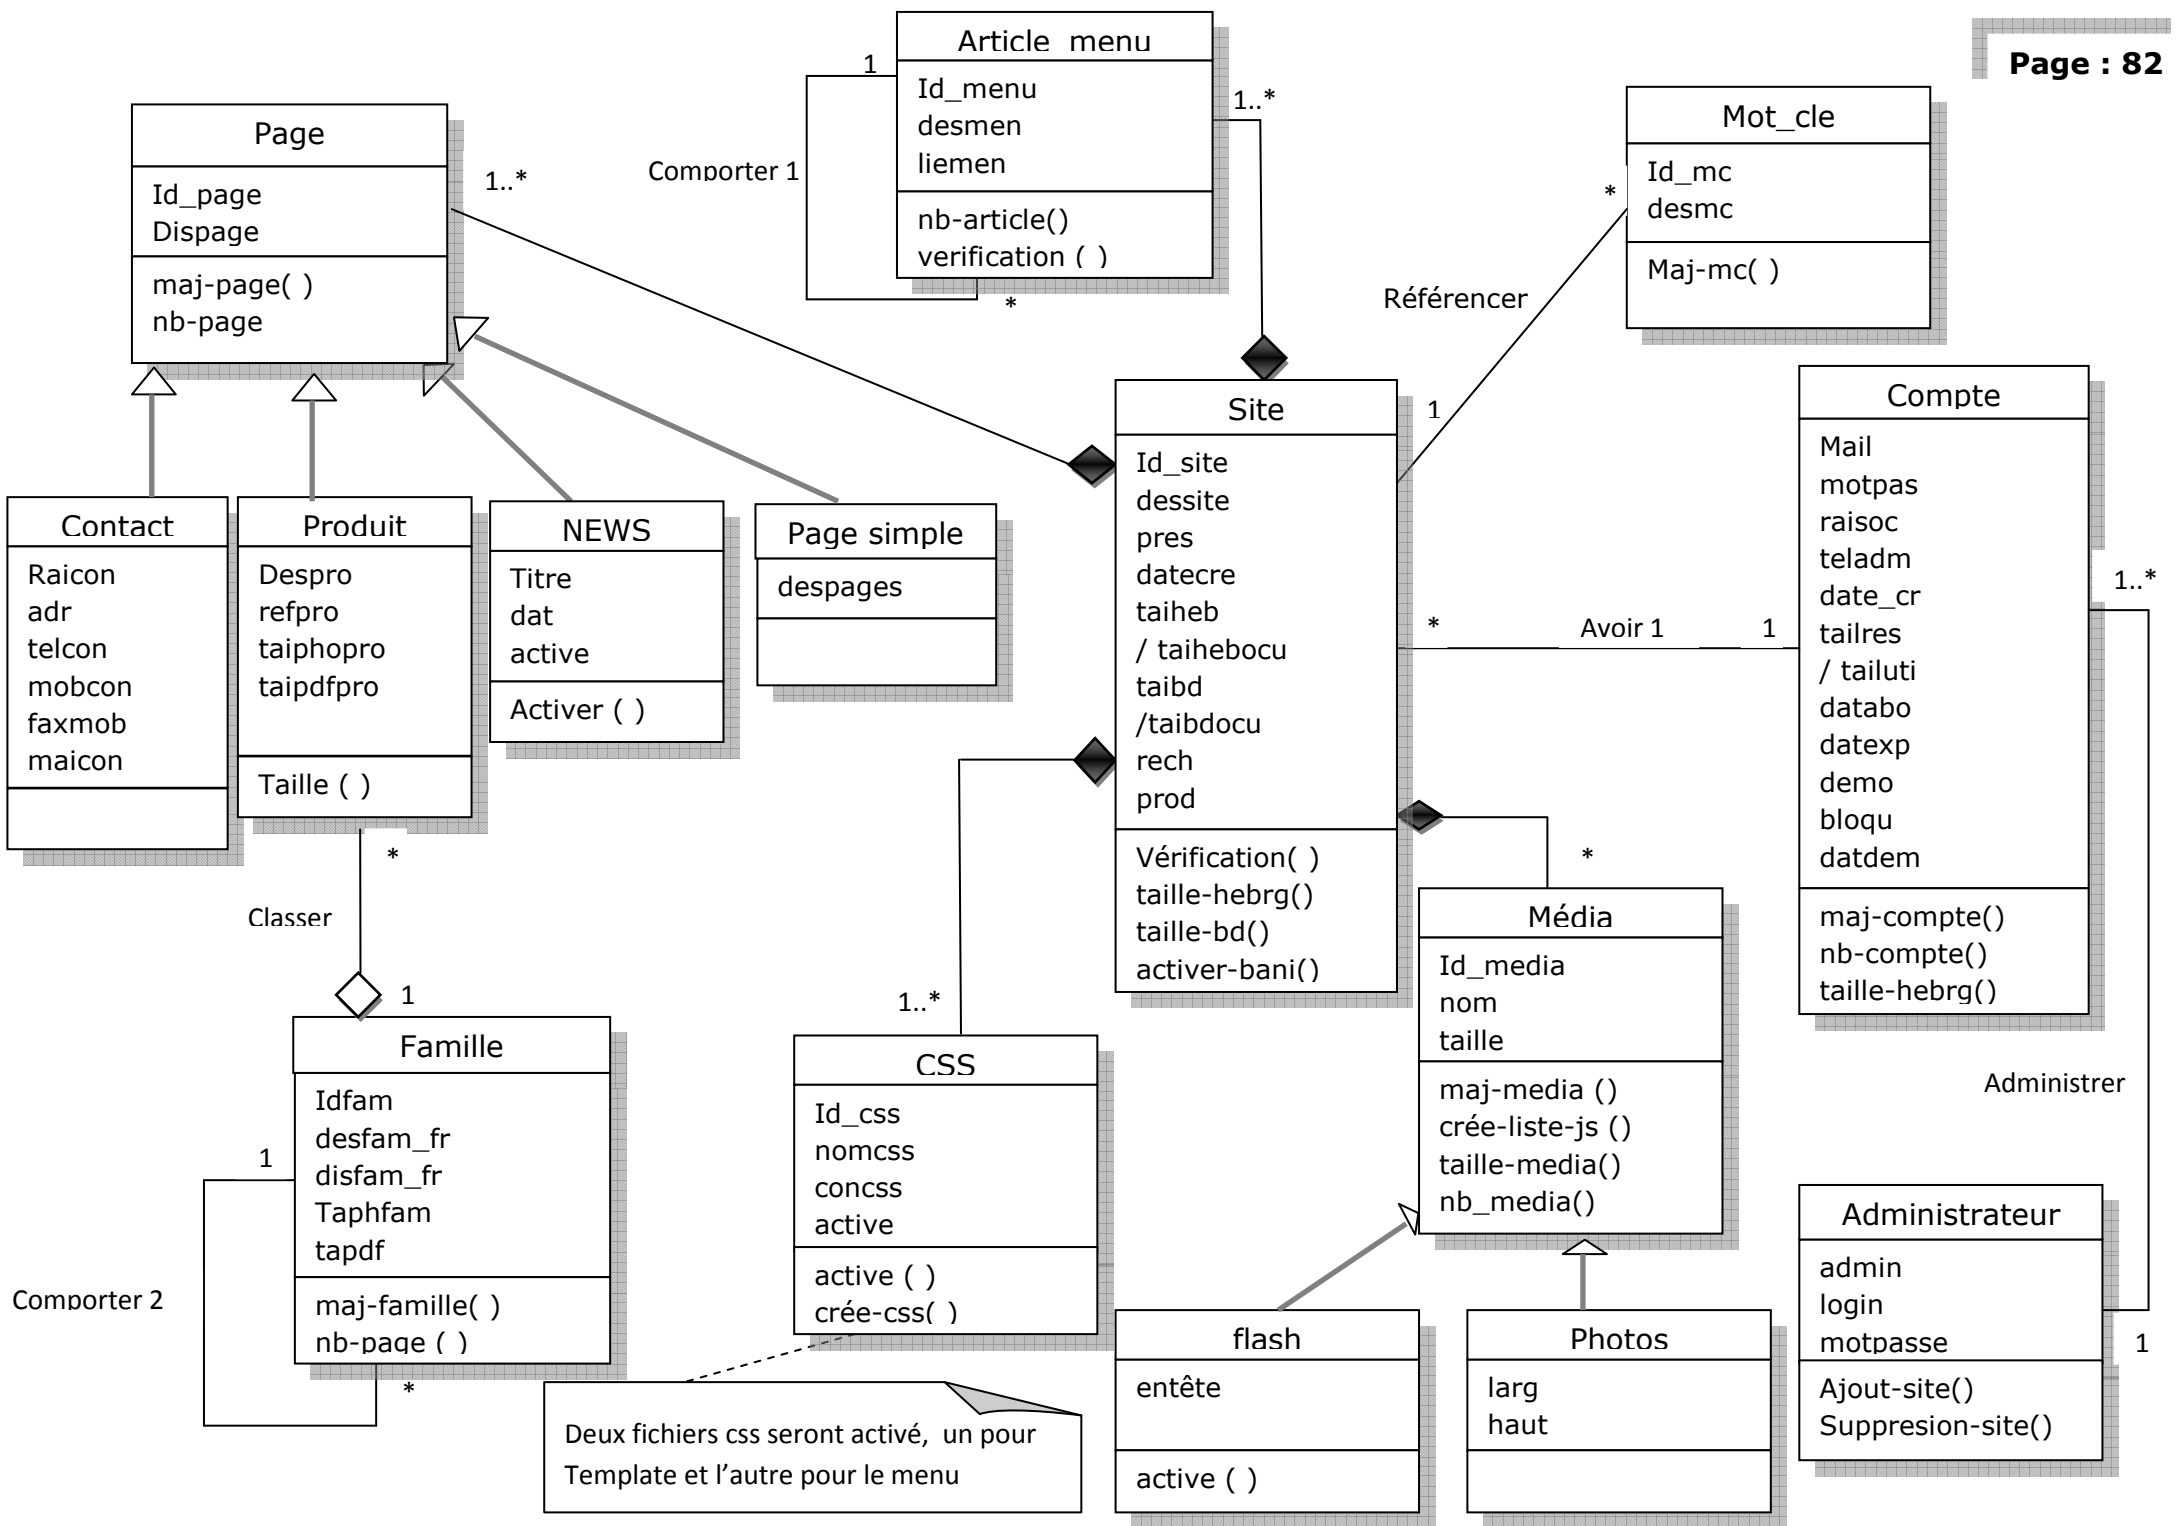 Page : 82
Article_menu
Id_menu
desmen
liemen
nb-article()
verification ( )
1
1..*
Comporter 1
*
Page
Id_page
Dispage
maj-page( )
nb-page
1..*
Mot_cle
Id_mc
desmc
Maj-mc( )
*
Référencer
1
Site
Id_site
dessite
pres
datecre
taiheb
/ taihebocu
taibd
/taibdocu
rech
prod
Vérification( )
taille-hebrg()
taille-bd()
activer-bani()
Compte
Mail
motpas
raisoc
teladm
date_cr
tailres
/ tailuti
databo
datexp
demo
bloqu
datdem
maj-compte()
nb-compte()
taille-hebrg()
*
Avoir 1
1
1..*
Contact
Raicon
adr
telcon
mobcon
faxmob
maicon
Produit
Despro
refpro
taiphopro
taipdfpro
Taille ( )
NEWS
Titre
dat
active
Activer ( )
Page simple
despages
*
Classer
1
Famille
Idfam
desfam_fr
disfam_fr
Taphfam
tapdf
maj-famille( )
nb-page ( )
1
Comporter 2
*
1..*
CSS
Id_css
nomcss
concss
active
active ( )
crée-css( )
Deux fichiers css seront activé, un pour
Template et l'autre pour le menu
*
Média
Id_media
nom
taille
maj-media ()
crée-liste-js ()
taille-media()
nb_media()
flash
entête
active ( )
Photos
larg
haut
Administrer
Administrateur
admin
login
motpasse
Ajout-site()
Suppresion-site()
1